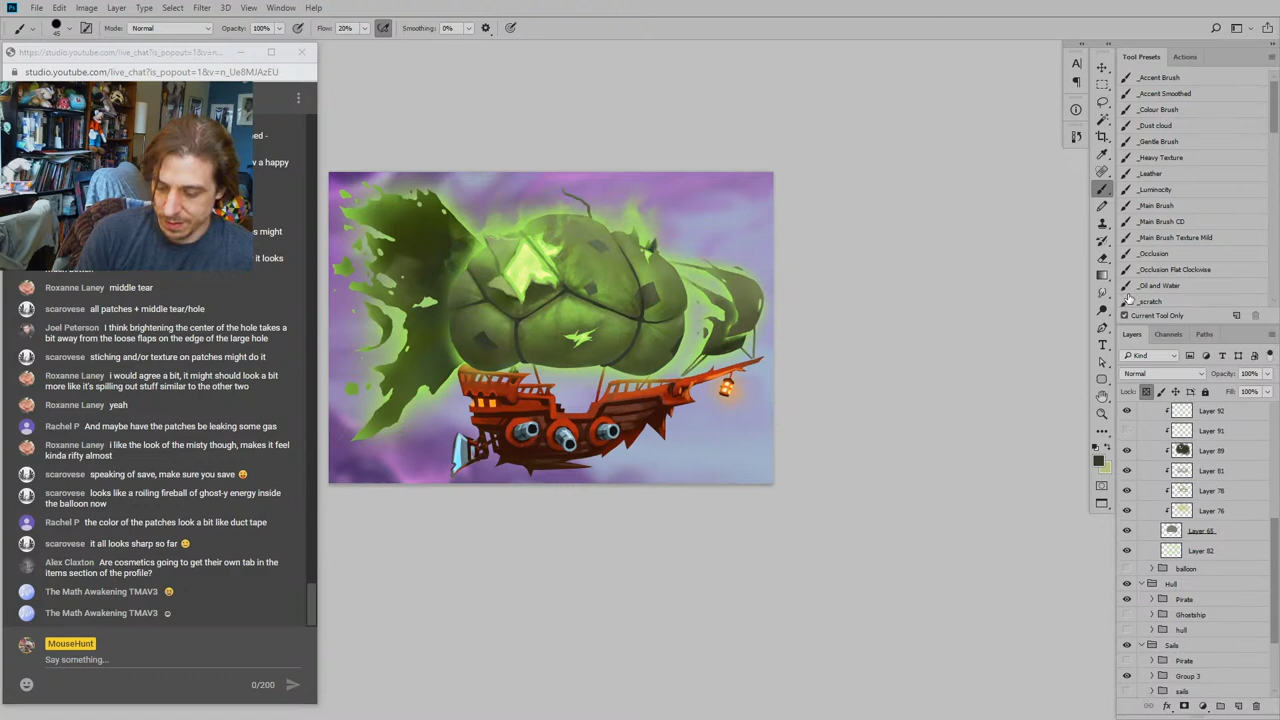 File Edit Image Layer Type Select Filter 3D View Window Help
Mode: Normal Opacity: 100% Flow: 20% Smoothing: 0%
45
https://studio.youtube.com/live_chat?is_popout=1&v=n...
studio.youtube.com/live_chat?is_popout=1&v=n_Ue8MJAzEU
ned -
v a happy
s might
it looks
Roxanne Laney middle tear
scarovese all patches + middle tear/hole
Joel Peterson I think brightening the center of the hole takes a
bit away from the loose flaps on the edge of the large hole
scarovese stiching and/or texture on patches might do it
Roxanne Laney i would agree a bit, it might should look a bit
more like it's spilling out stuff similar to the other two
Roxanne Laney yeah
Rachel P And maybe have the patches be leaking some gas
Roxanne Laney i like the look of the misty though, makes it feel
kinda rifty almost
scarovese speaking of save, make sure you save
scarovese looks like a roiling fireball of ghost-y energy inside
the balloon now
Rachel P the color of the patches look a bit like duct tape
scarovese it all looks sharp so far
Alex Claxton Are cosmetics going to get their own tab in the
items section of the profile?
The Math Awakening TMAV3
The Math Awakening TMAV3
MouseHunt
Say something...
0/200
Tool Presets Actions
_Accent Brush
_Accent Smoothed
_Colour Brush
_Dust cloud
_Gentle Brush
_Heavy Texture
_Leather
_Luminocity
_Main Brush
_Main Brush CD
_Main Brush Texture Mild
_Occlusion
_Occlusion Flat Clockwise
_Oil and Water
_scratch
Current Tool Only
Layers Channels Paths
Kind
Normal Opacity: 100%
Lock: Fill: 100%
Layer 92
Layer 91
Layer 89
Layer 81
Layer 78
Layer 76
Layer 65
Layer 82
balloon
Hull
Pirate
Ghostship
hull
Sails
Pirate
Group 3
sails